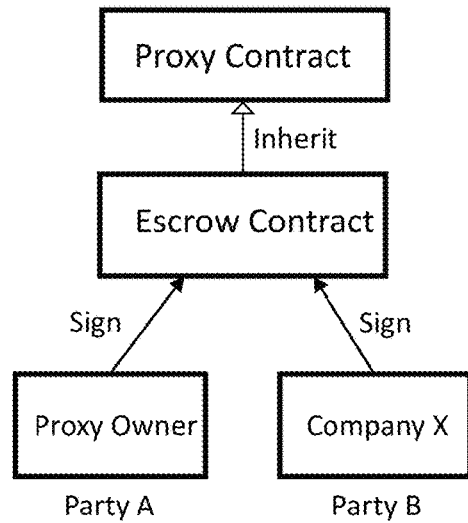 Proxy Contract
Inherit
Escrow Contract
Sign
Sign
Proxy Owner
Company X
Party A
Party B